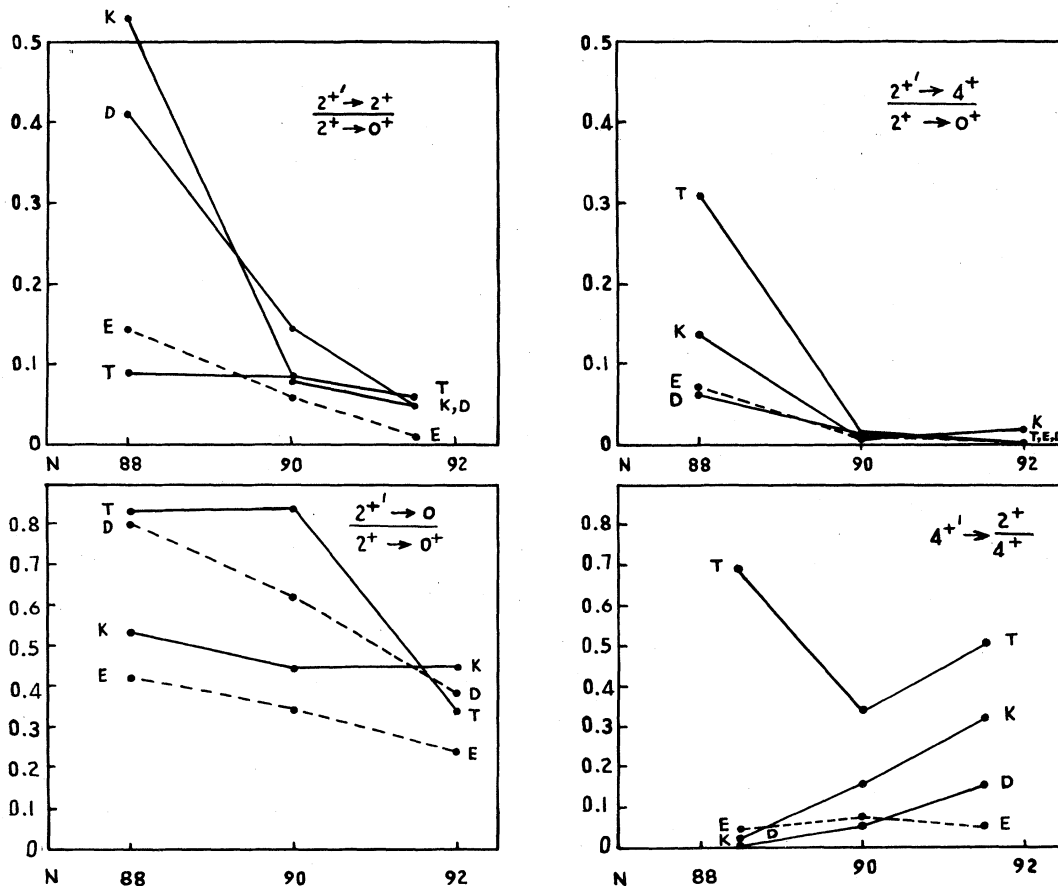 K
0.5
2+' → 2+
2+ → 0+
D
0.4
0.3
0.2
E
0.1
T
T
K, D
E
0
N 88 90 92
0.5
2+' → 4+
2+ → 0+
0.4
T
0.3
0.2
K
0.1
E
D
K
T, E, D
0
N 88 90 92
T
D
0.8
2+' → 0
2+ → 0+
0.7
0.6
K
0.5
E
0.4
K
D
T
0.3
E
0.2
0.1
0
N 88 90 92
0.8
4+' → 2+
4+
T
0.7
0.6
0.5
T
0.4
K
0.3
0.2
D
0.1
E
K
D
E
0
N 88 90 92